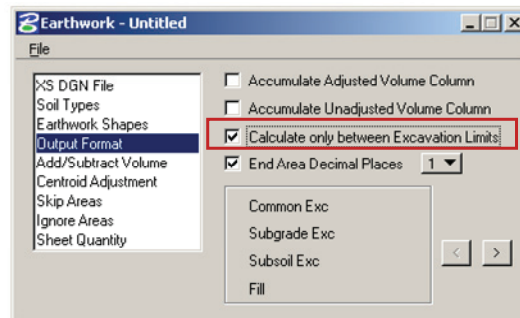 Earthwork - Untitled
File
XS DGN File
Soil Types
Earthwork Shapes
Output Format
Add/Subtract Volume
Centroid Adjustment
Skip Areas
Ignore Areas
Sheet Quantity
Accumulate Adjusted Volume Column
Accumulate Unadjusted Volume Column
Calculate only between Excavation Limits
End Area Decimal Places 1
Common Exc
Subgrade Exc
Subsoil Exc
Fill
< >